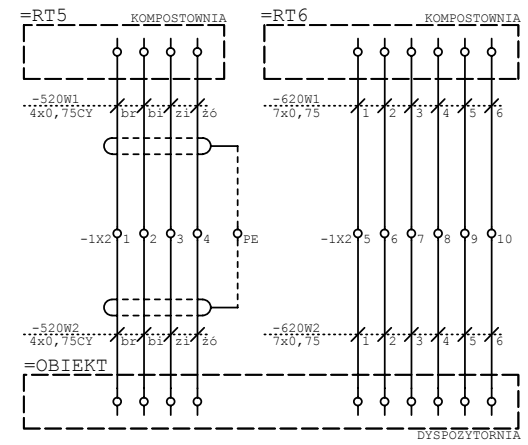 =RT5 KOMPOSTOWNIA =RT6 KOMPOSTOWNIA
-520W1 -620W1
4x0,75CY br bi zi żó 7x0,75 1 2 3 4 5 6
-1X2 1 2 3 4 PE -1X2 5 6 7 8 9 10
-520W2 -620W2
4x0,75CY br bi zi żó 7x0,75 1 2 3 4 5 6
=OBIEKT
DYSPOZYTORNIA